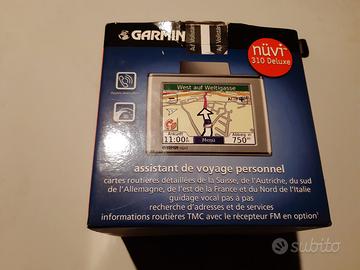 GARMIN
nüvi
310 Deluxe
West auf Weltigasse
Ankunft
11:00
Menü
750
assistant de voyage personnel
cartes routières détaillées de la Suisse, de l'Autriche, du sud
de l'Allemagne, de l'est de la France et du Nord de l'Italie
guidage vocal pas à pas
recherche d'adresses et de services
informations routières TMC avec le récepteur FM en option
subito